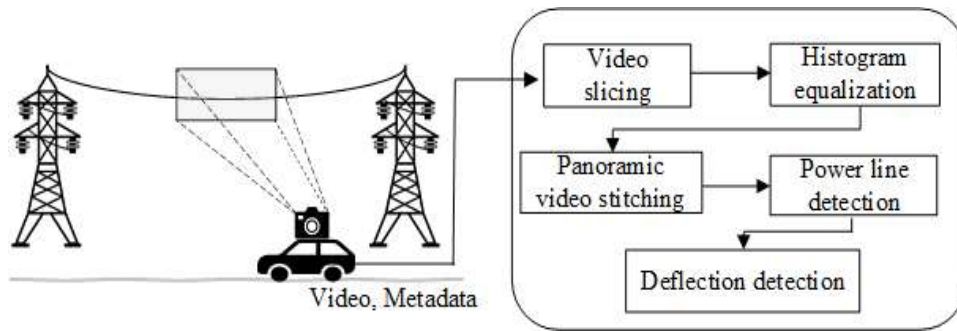 Video
slicing
Histogram
equalization
Panoramic
video stitching
Power line
detection
Deflection detection
Video, Metadata